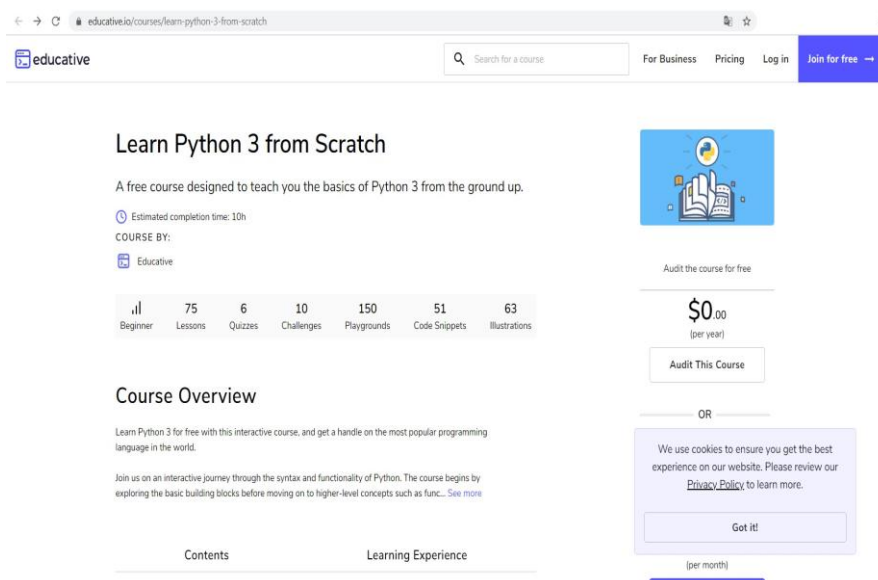 educative.io/courses/learn-python-3-from-scratch
educative
Search for a course
For Business Pricing Log in Join for free →
Learn Python 3 from Scratch
A free course designed to teach you the basics of Python 3 from the ground up.
Estimated completion time: 10h
COURSE BY:
Educative
75 6 10 150 51 63
Beginner Lessons Quizzes Challenges Playgrounds Code Snippets Illustrations
Course Overview
Learn Python 3 for free with this interactive course, and get a handle on the most popular programming
language in the world.
Join us on an interactive journey through the syntax and functionality of Python. The course begins by
exploring the basic building blocks before moving on to higher-level concepts such as func... See more
Contents Learning Experience
Audit the course for free
$0.00
(per year)
Audit This Course
OR
We use cookies to ensure you get the best
experience on our website. Please review our
Privacy Policy to learn more.
Got it!
(per month)